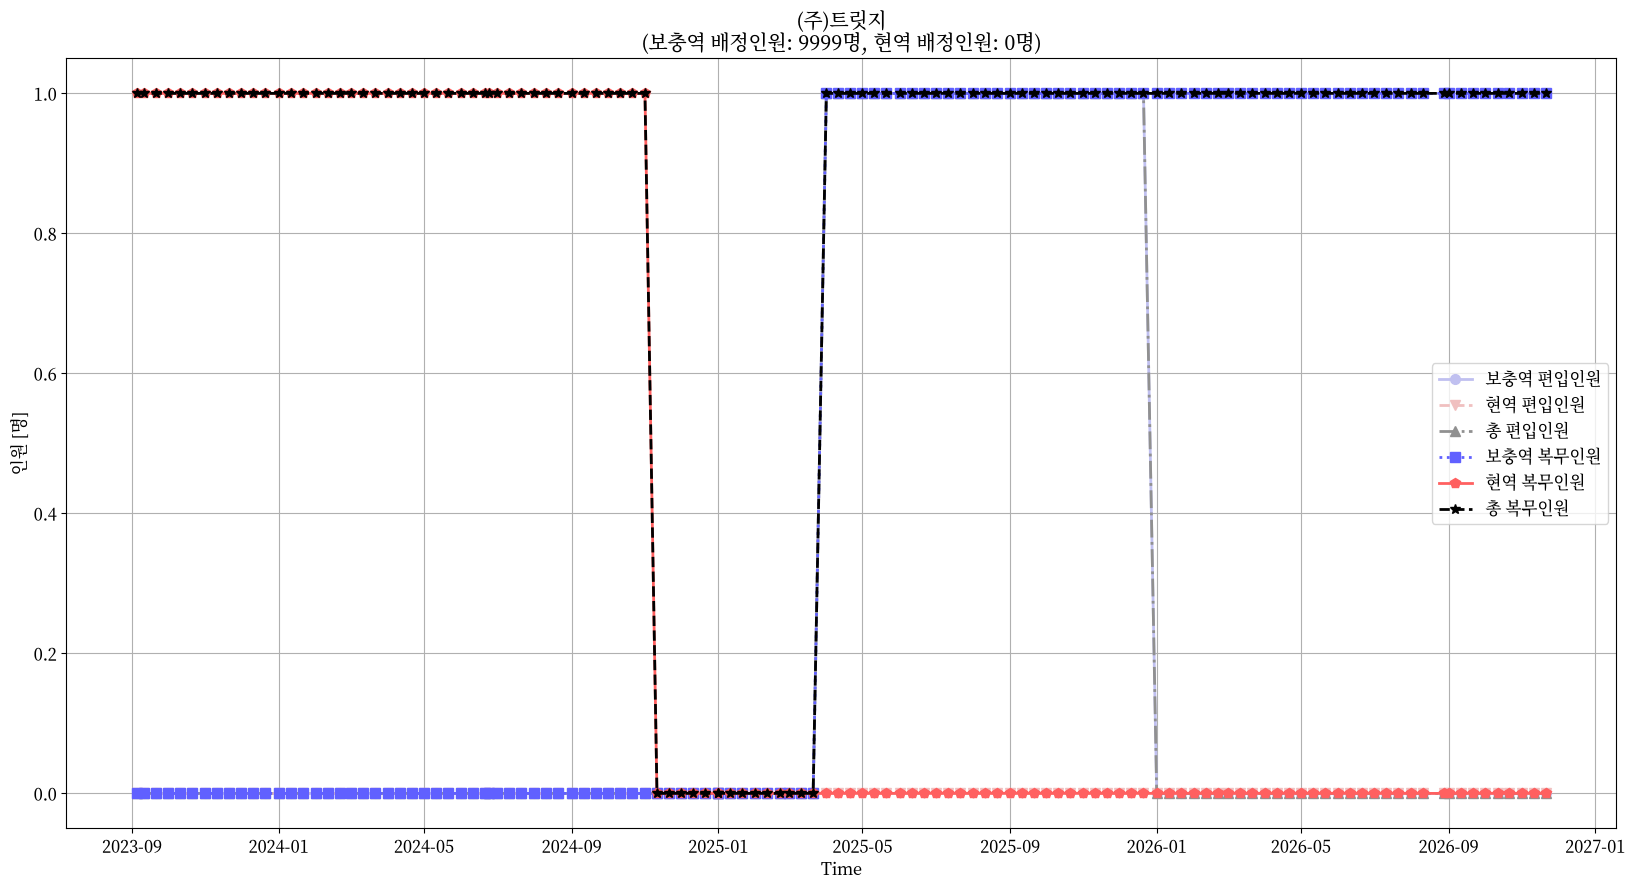 (주)트릿지
(보충역 배정인원: 9999명, 현역 배정인원: 0명)
인원 [명]
1.0
0.8
0.6
0.4
0.2
0.0
보충역 편입인원
현역 편입인원
총 편입인원
보충역 복무인원
현역 복무인원
총 복무인원
2023-09 2024-01 2024-05 2024-09 2025-01 2025-05 2025-09 2026-01 2026-05 2026-09 2027-01
Time